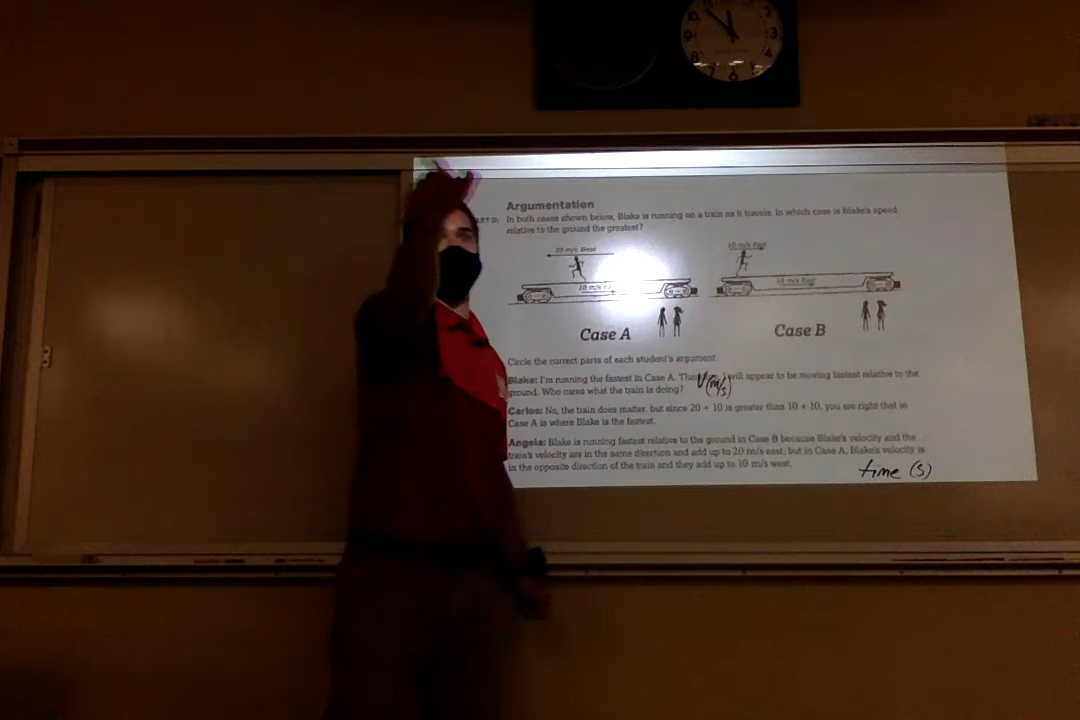 Argumentation
In both cases shown below, Blake is running on a train as it travels. In which case is Blake's speed
relative to the ground the greatest?
20 m/s West
10 m/s East
10 m/s
10 m/s East
Case A
Case B
Circle the correct parts of each student's argument.
Blake: I'm running the fastest in Case A. will appear to be moving fastest relative to the
ground. Who cares what the train is doing?
V(m/s)
Carlos: No, the train does matter, but since 20 + 10 is greater than 10 + 10, you are right that in
Case A is where Blake is the fastest.
Angela: Blake is running fastest relative to the ground in Case B because Blake's velocity and the
train's velocity are in the same direction and add up to 20 m/s east, but in Case A, Blake's velocity is
in the opposite direction of the train and they add up to 10 m/s west.
time (s)